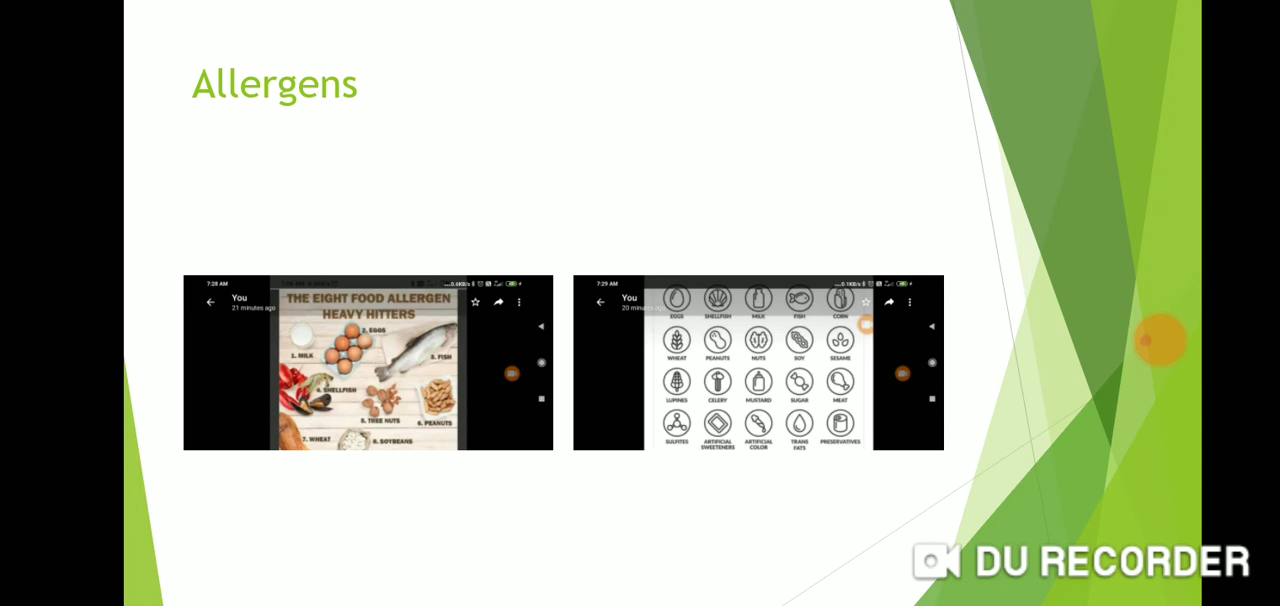 Allergens
7:28 AM
You
21 minutes ago
THE EIGHT FOOD ALLERGEN
HEAVY HITTERS
1. MILK
2. EGGS
3. FISH
4. SHELLFISH
5. TREE NUTS
6. PEANUTS
7. WHEAT
8. SOYBEANS
7:29 AM
You
20 minutes ago
EGGS SHELLFISH MILK FISH CORN
WHEAT PEANUTS NUTS SOY SESAME
LUPINES CELERY MUSTARD SUGAR MEAT
SULFITES ARTIFICIAL SWEETENERS ARTIFICIAL COLOR TRANS FATS PRESERVATIVES
DU RECORDER